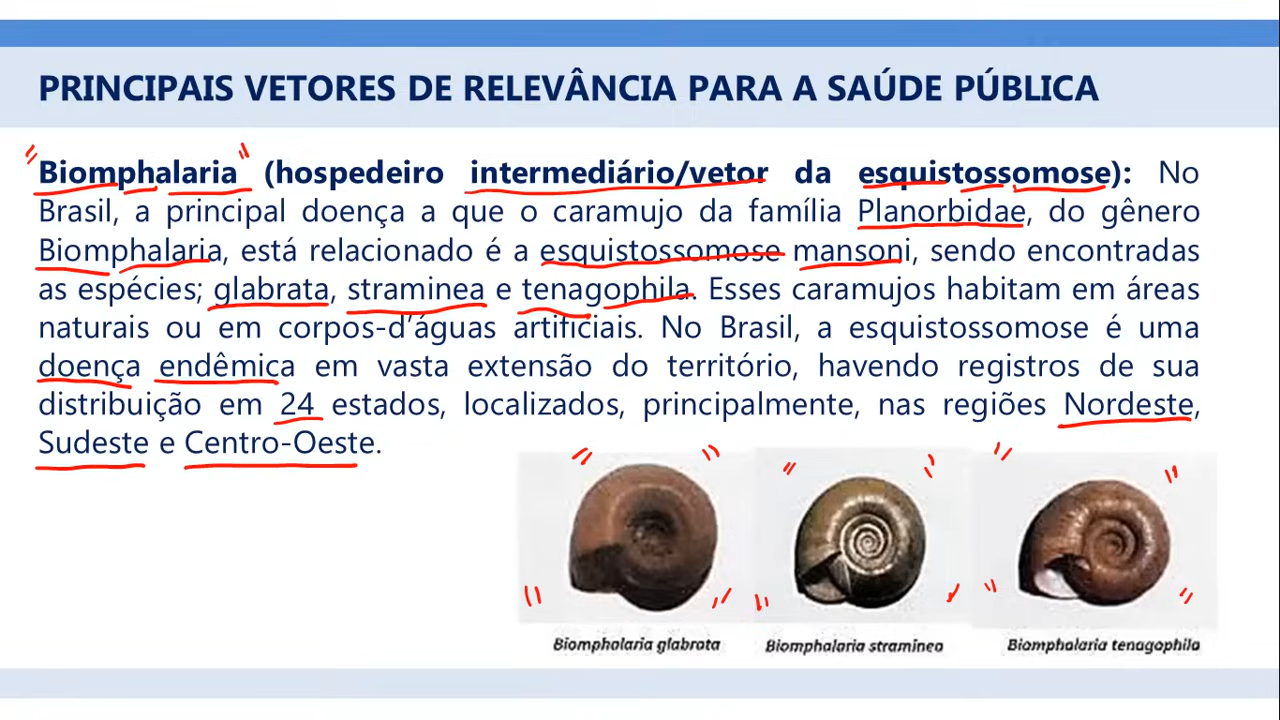 PRINCIPAIS VETORES DE RELEVÂNCIA PARA A SAÚDE PÚBLICA
Biomphalaria (hospedeiro intermediário/vetor da esquistossomose): No
Brasil, a principal doença a que o caramujo da família Planorbidae, do gênero
Biomphalaria, está relacionado é a esquistossomose mansoni, sendo encontradas
as espécies; glabrata, straminea e tenagophila. Esses caramujos habitam em áreas
naturais ou em corpos-d’águas artificiais. No Brasil, a esquistossomose é uma
doença endêmica em vasta extensão do território, havendo registros de sua
distribuição em 24 estados, localizados, principalmente, nas regiões Nordeste,
Sudeste e Centro-Oeste.
Biomphalaria glabrata Biomphalaria straminea Biomphalaria tenagophila